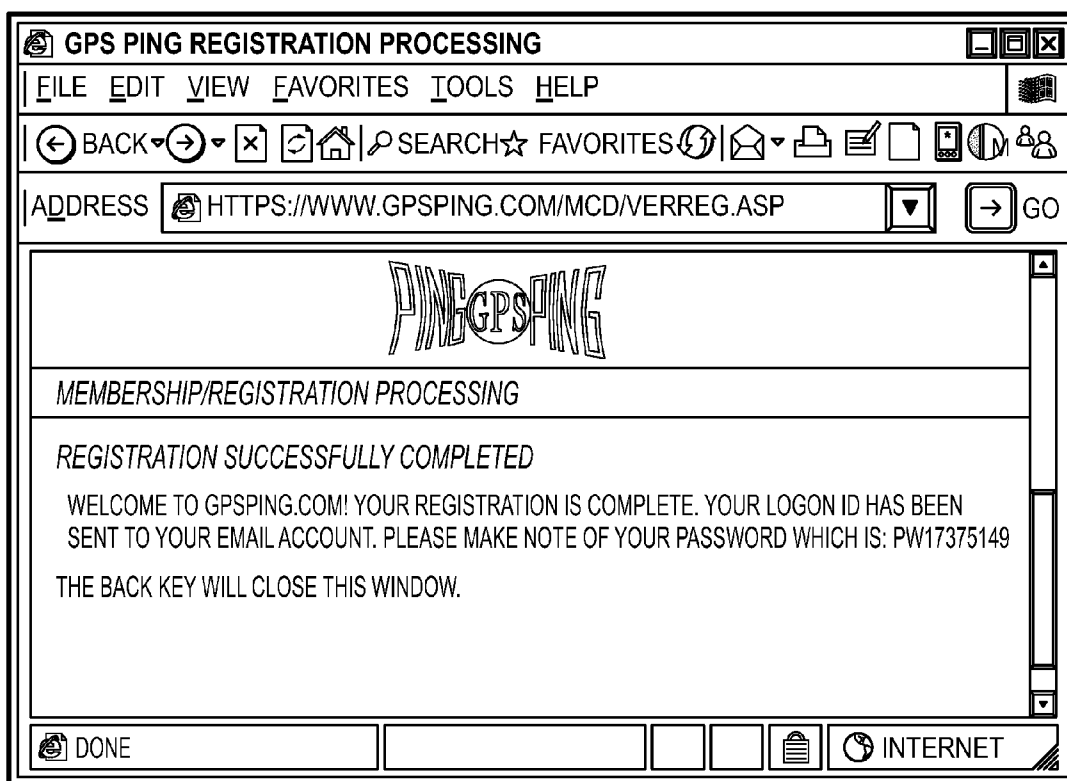 GPS PING REGISTRATION PROCESSING
FILE EDIT VIEW FAVORITES TOOLS HELP
BACK SEARCH FAVORITES M
ADDRESS HTTPS://WWW.GPSPING.COM/MCD/VERREG.ASP GO
PING GPS PING
MEMBERSHIP/REGISTRATION PROCESSING
REGISTRATION SUCCESSFULLY COMPLETED
WELCOME TO GPSPING.COM! YOUR REGISTRATION IS COMPLETE. YOUR LOGON ID HAS BEEN
SENT TO YOUR EMAIL ACCOUNT. PLEASE MAKE NOTE OF YOUR PASSWORD WHICH IS: PW17375149
THE BACK KEY WILL CLOSE THIS WINDOW.
DONE INTERNET